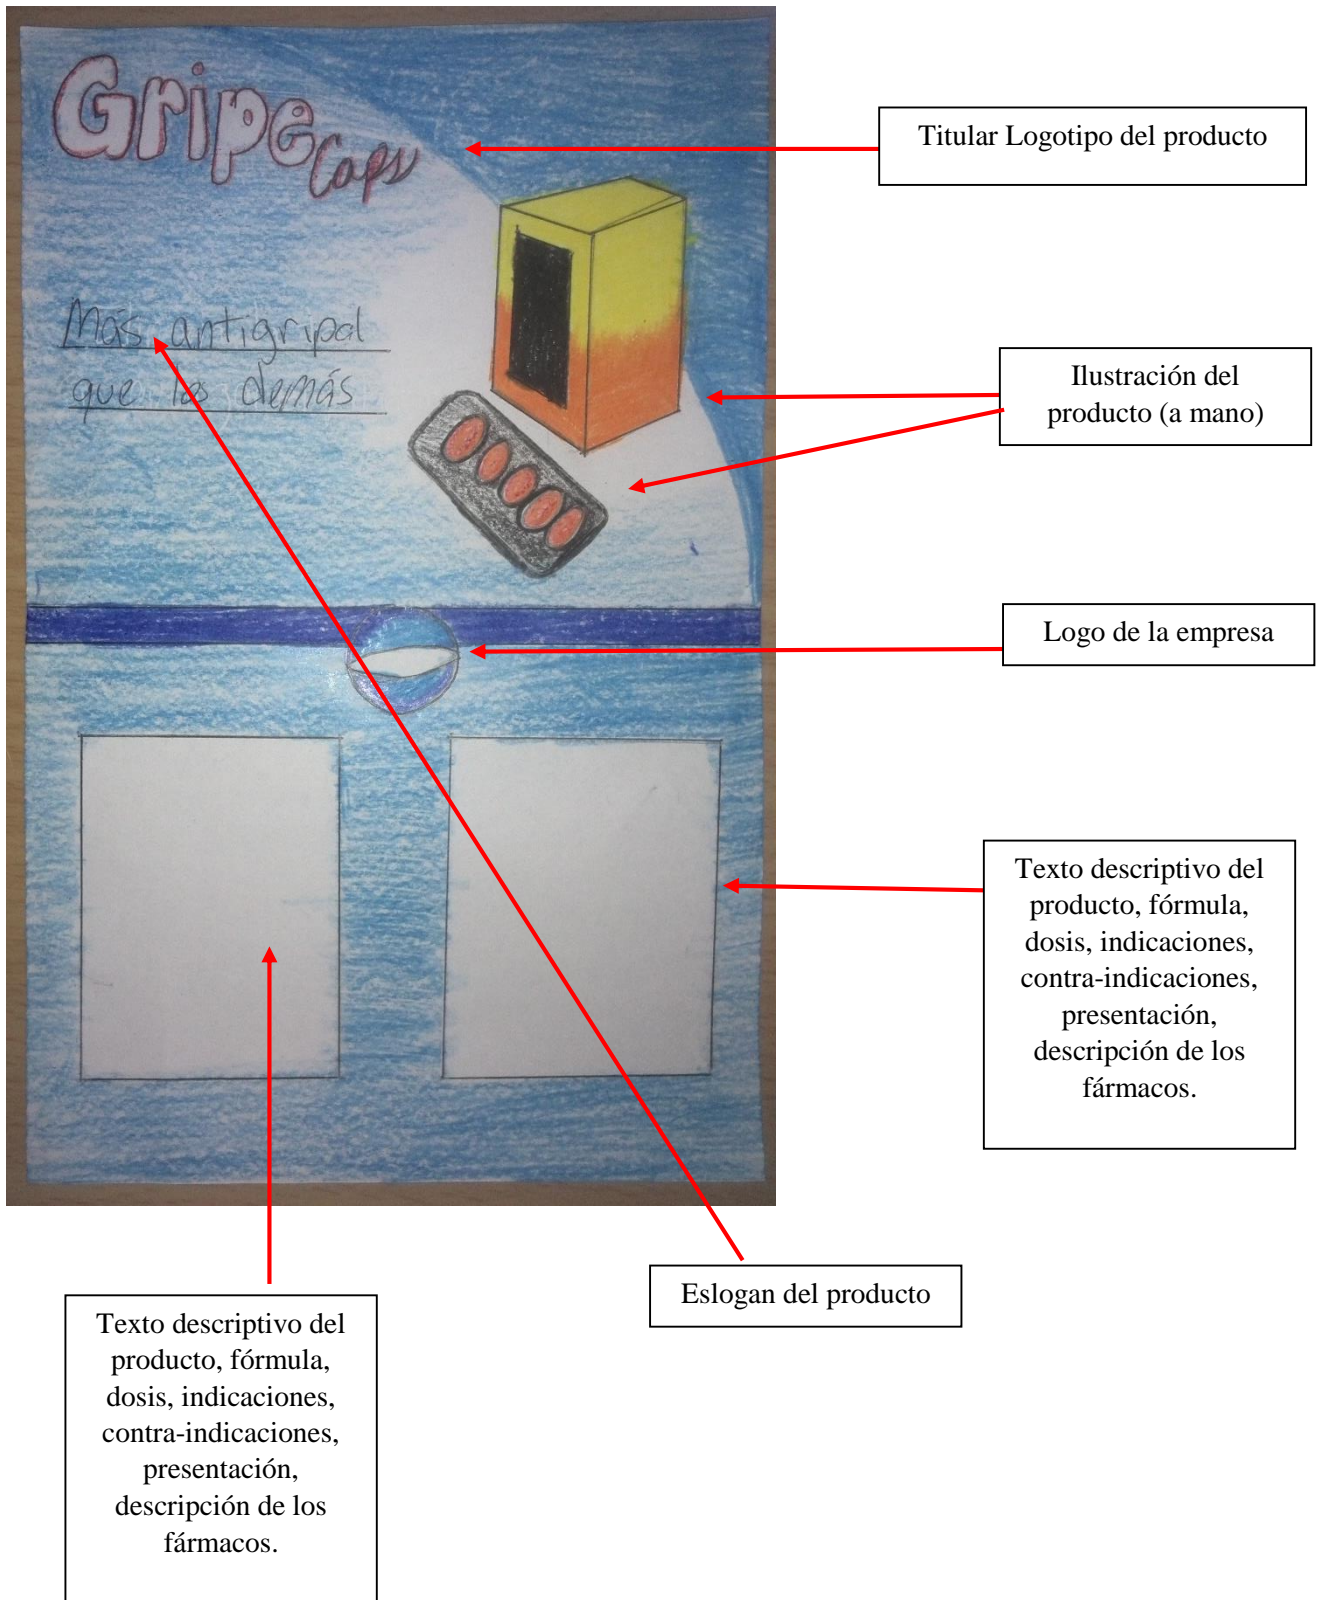 Gripe
Caps
Más antigripal
que los demás
Titular Logotipo del producto
Ilustración del
producto (a mano)
Logo de la empresa
Texto descriptivo del
producto, fórmula,
dosis, indicaciones,
contra-indicaciones,
presentación,
descripción de los
fármacos.
Eslogan del producto
Texto descriptivo del
producto, fórmula,
dosis, indicaciones,
contra-indicaciones,
presentación,
descripción de los
fármacos.